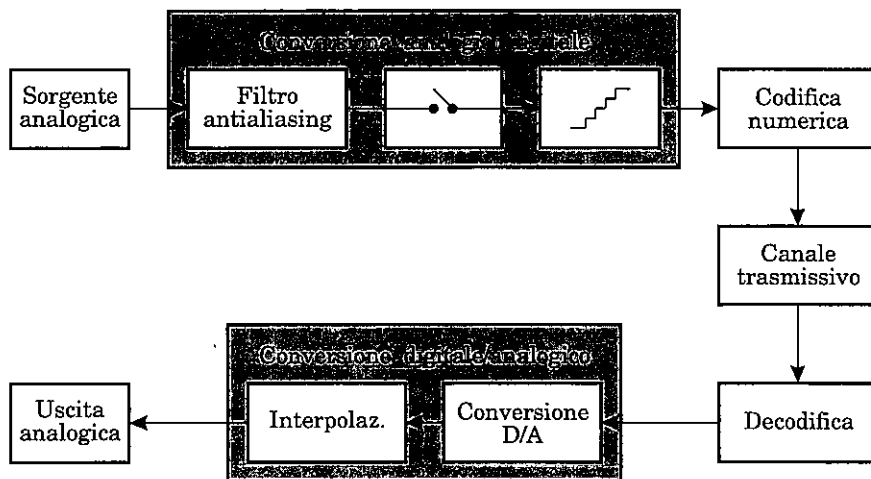 Conversione analogico/digitale
Sorgente
analogica
Filtro
antialiasing
Codifica
numerica
Canale
trasmissivo
Conversione digitale/analogico
Uscita
analogica
Interpolaz.
Conversione
D/A
Decodifica